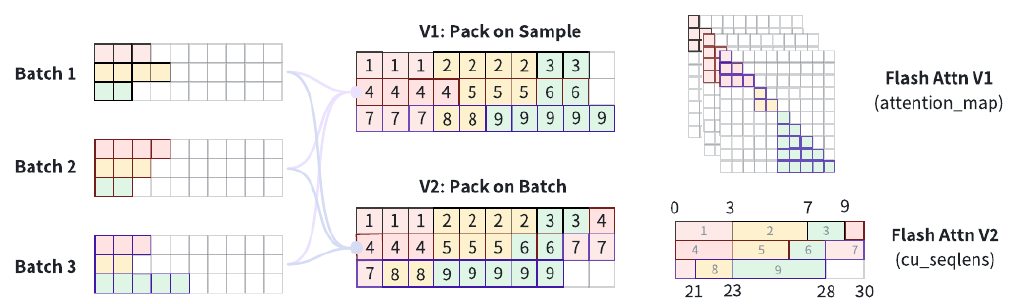 Batch 1
Batch 2
Batch 3
V1: Pack on Sample
1 1 1 2 2 2 2 3 3
4 4 4 4 5 5 5 6 6
7 7 7 8 8 9 9 9 9 9
V2: Pack on Batch
1 1 1 2 2 2 2 3 3 4
4 4 4 5 5 5 6 6 7 7
7 8 8 9 9 9 9 9
Flash Attn V1
(attention_map)
0 3 7 9
1 2 3
4 5 6 7
8 9
21 23 28 30
Flash Attn V2
(cu_seqlens)